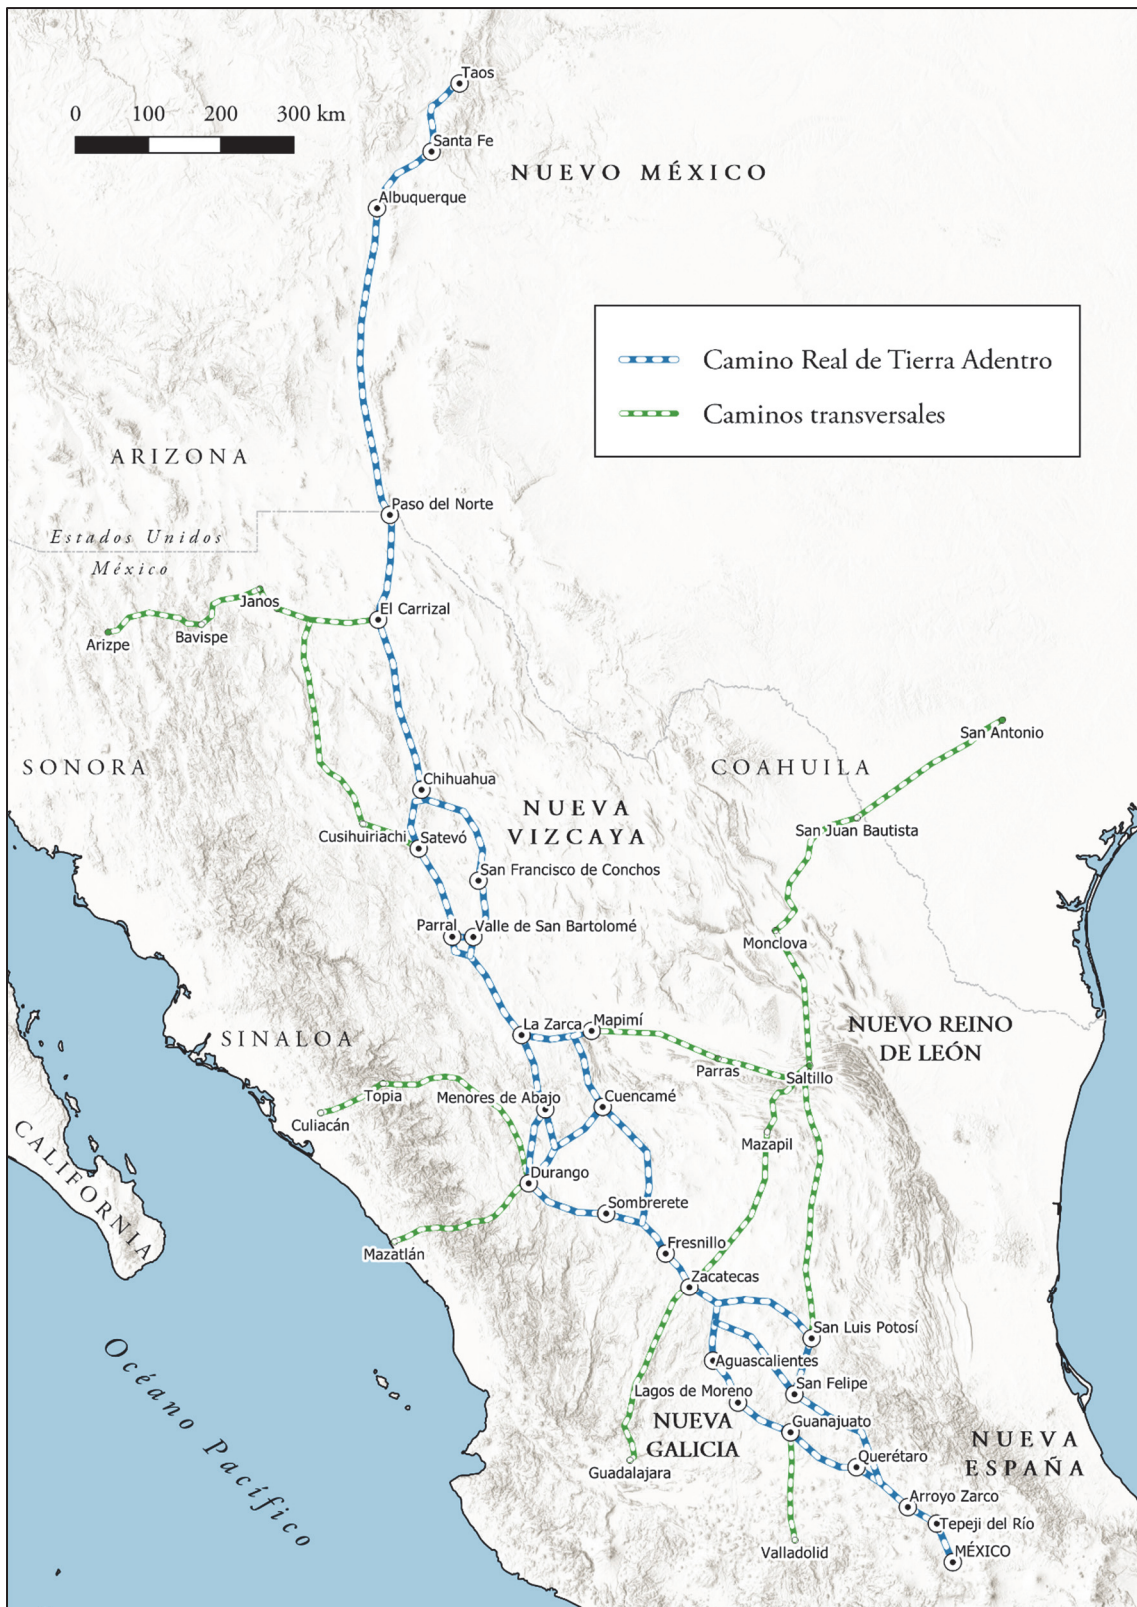 Taos
0 100 200 300 km
Santa Fe
NUEVO MÉXICO
Albuquerque
Camino Real de Tierra Adentro
Caminos transversales
ARIZONA
Paso del Norte
Estados Unidos
México
Janos
El Carrizal
Arizpe
Bavispe
San Antonio
SONORA
COAHUILA
Chihuahua
NUEVA
VIZCAYA
Cusihuiriachi
Satevó
San Juan Bautista
San Francisco de Conchos
Parral
Valle de San Bartolomé
Monclova
La Zarca
Mapimí
NUEVO REINO
DE LEÓN
SINALOA
Parras
Saltillo
Topia
Menores de Abajo
Cuencamé
Culiacán
Mazapil
CALIFORNIA
Durango
Sombrerete
Mazatlán
Fresnillo
Zacatecas
San Luis Potosí
Aguascalientes
San Felipe
Lagos de Moreno
Océano Pacífico
NUEVA
GALICIA
Guanajuato
Querétaro
NUEVA
ESPAÑA
Guadalajara
Arroyo Zarco
Tepeji del Río
Valladolid
MÉXICO